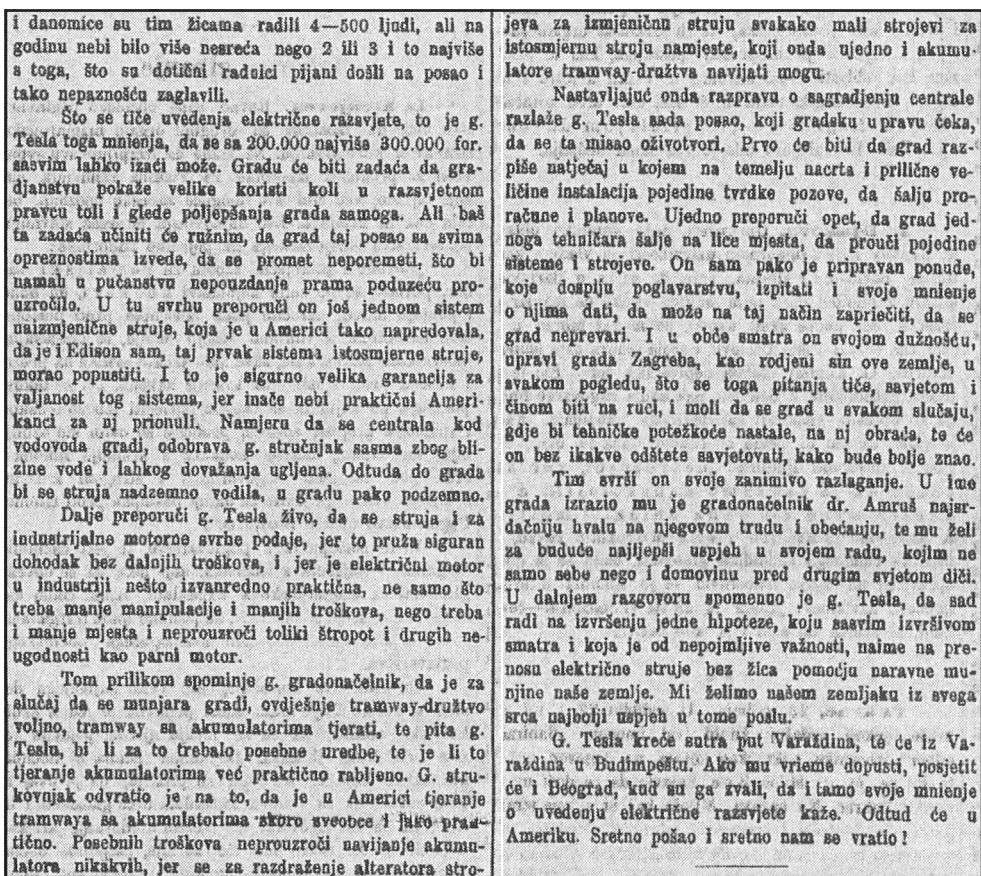 i danomice su tim žicama radili 4—500 ljudi, ali na
godinu nebi bilo više nesreća nego 2 ili 3 i to najviše
s toga, što su dotični radnici pijani došli na posao i
tako nepaznošću zaglavili.
Što se tiče uvedenja električne razsvjete, to je g.
Tesla toga mnienja, da se sa 200.000 najviše 300.000 for.
sasvim lahko izaći može. Gradu će biti zadaća da gra-
djanstvu pokaže velike koristi koli u razsvjetnom
pravcu toli i glede poljepšanja grada samoga. Ali baš
ta zadaća učiniti će ružnim, da grad taj posao sa svima
opreznostima izvede, da se promet neporemeti, što bi
namah u pučanstvu nepouzdanje prama poduzeću pro-
uzročilo. U tu svrhu preporuči on još jednom sistem
naizmjenične struje, koja je u Americi tako napredovala,
da je i Edison sam, taj prvak sistema istosmjerne struje,
morao popustiti. I to je sigurno velika garancija za
valjanost tog sistema, jer inače nebi praktični Ameri-
kanci za nj prionuli. Namjeru da se centrala kod
vodovoda gradi, odobrava g. stručnjak sasma zbog bli-
zine vode i lahkog dovažanja ugljena. Odtuda do grada
bi se struja nadzemno vodila, u gradu pako podzemno.
Dalje preporuči g. Tesla živo, da se struja i za
industrijalne motorne svrhe podaje, jer to pruža siguran
dohodak bez dalnjih troškova, i jer je električni motor
u industriji nešto izvanredno praktična, ne samo što
treba manje manipulacije i manjih troškova, nego treba
i manje mjesta i neprouzroči toliki štropot i drugih ne-
ugodnosti kao parni motor.
Tom prilikom spominje g. gradonačelnik, da je za
slučaj da se munjara gradi, ovdješnje tramway-družtvo
voljno, tramway sa akumulatorima tjerati, te pita g.
Teslu, bi li za to trebalo posebne uredbe, te je li to
tjeranje akumulatorima već praktično rabljeno. G. stru-
kovnjak odvratio je na to, da je u Americi tjeranje
tramwaya sa akumulatorima skoro sveobće i jako prak-
tično. Posebnih troškova neprouzroči navijanje akumu-
latora nikakvih, jer se za razdraženje alteratora stro-
jeva za izmjeničnu struju svakako mali strojevi za
istosmjernu struju namjeste, koji onda ujedno i akumu-
latore tramway-družtva navijati mogu.
Nastavljajuć onda razpravu o sagradjenju centrale
razlaže g. Tesla sada posao, koji gradsku upravu čeka,
da se ta misao oživotvori. Prvo će biti da grad raz-
piše natječaj u kojem na temelju nacrta i prilične ve-
ličine instalacija pojedine tvrdke pozove, da šalju pro-
račune i planove. Ujedno preporuči opet, da grad jed-
noga tehničara šalje na lice mjesta, da prouči pojedine
sisteme i strojeve. On sam pako je pripravan ponude,
koje dospiju poglavarstvu, izpitati i svoje mnienje
o njima dati, da može na taj način zapriečiti, da se
grad neprevari. I u obće smatra on svojom dužnošću,
upravi grada Zagreba, kao rodjeni sin ove zemlje, u
svakom pogledu, što se toga pitanja tiče, savjetom i
činom biti na ruci, i moli da se grad u svakom slučaju,
gdje bi tehničke potežkoće nastale, na nj obraća, te će
on bez ikakve odštete savjetovati, kako bude bolje znao.
Tim svrši on svoje zanimivo razlaganje. U ime
grada izrazio mu je gradonačelnik dr. Amruš najsr-
dačniju hvalu na njegovom trudu i obećanju, te mu želi
za buduće najljepši uspjeh u svojem radu, kojim ne
samo sebe nego i domovinu pred drugim svjetom diči.
U dalnjem razgovoru spomenuo je g. Tesla, da sad
radi na izvršenju jedne hipoteze, koju sasvim izvršivom
smatra i koja je od nepojmljive važnosti, naime na pre-
nosu električne struje bez žica pomoćju naravne mu-
njine naše zemlje. Mi želimo našem zemljaku iz svega
srca najbolji uspjeh u tome poslu.
G. Tesla kreće sutra put Varaždina, te će iz Va-
raždina u Budimpeštu. Ako mu vrieme dopusti, posjetit
će i Beograd, kud su ga zvali, da i tamo svoje mnienje
o uvedenju električne razsvjete kaže. Odtud će u
Ameriku. Sretno pošao i sretno nam se vratio!